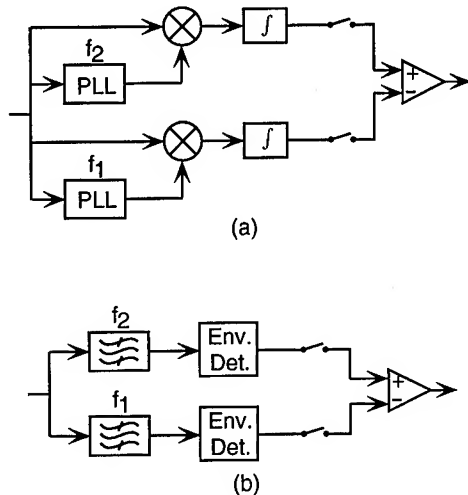 f2
PLL
∫
+
−
f1
PLL
∫
(a)
f2
Env.
Det.
+
−
f1
Env.
Det.
(b)